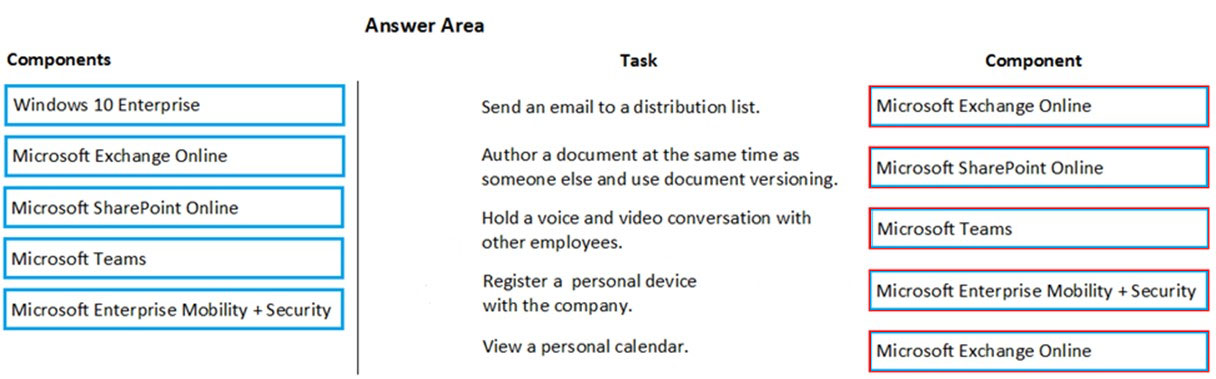 Answer Area
Components
Task
Component
Windows 10 Enterprise
Send an email to a distribution list.
Microsoft Exchange Online
Microsoft Exchange Online
Author a document at the same time as
someone else and use document versioning.
Microsoft SharePoint Online
Microsoft SharePoint Online
Hold a voice and video conversation with
other employees.
Microsoft Teams
Microsoft Teams
Register a personal device
with the company.
Microsoft Enterprise Mobility + Security
Microsoft Enterprise Mobility + Security
View a personal calendar.
Microsoft Exchange Online